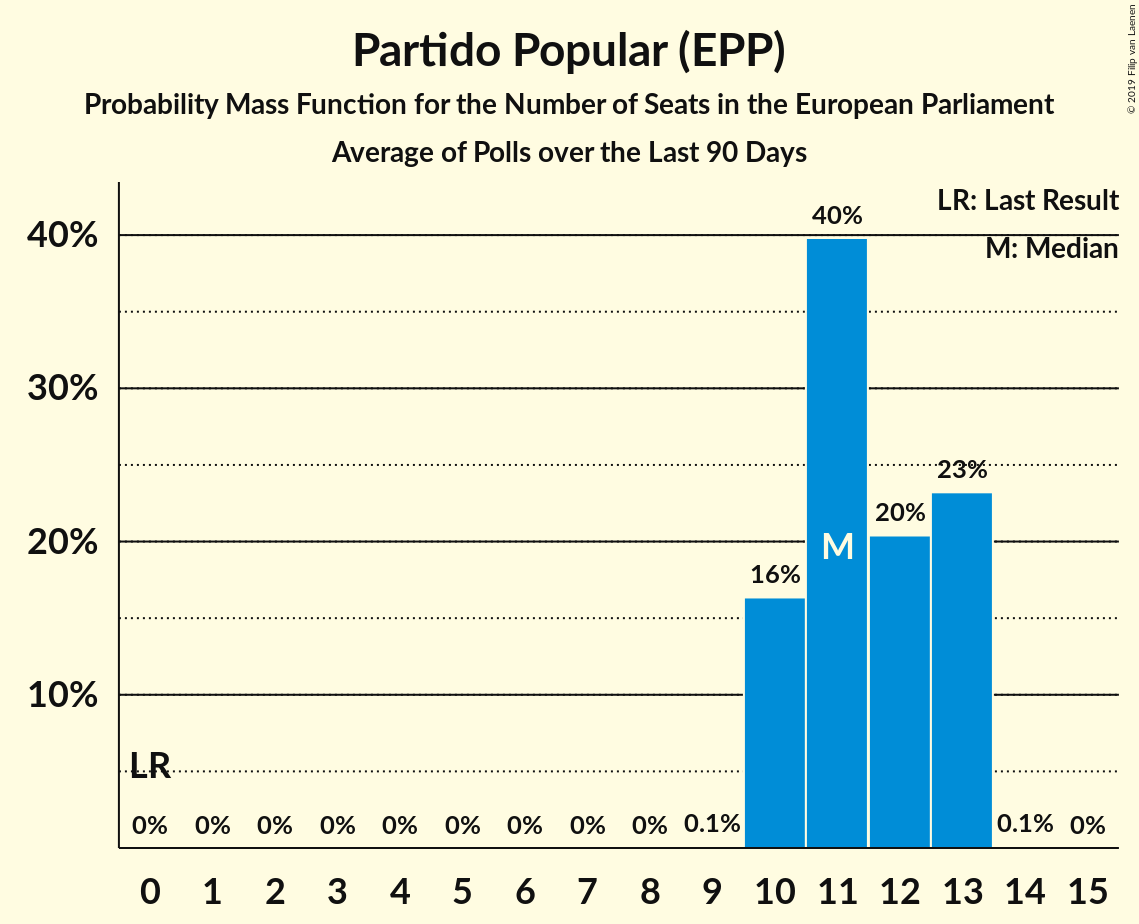 Partido Popular (EPP)
Probability Mass Function for the Number of Seats in the European Parliament
Average of Polls over the Last 90 Days
© 2019 Filip van Laenen
LR: Last Result
M: Median
40%
30%
20%
10%
40%
23%
20%
16%
M
LR
0% 0% 0% 0% 0% 0% 0% 0% 0% 0.1% 0.1% 0%
0 1 2 3 4 5 6 7 8 9 10 11 12 13 14 15